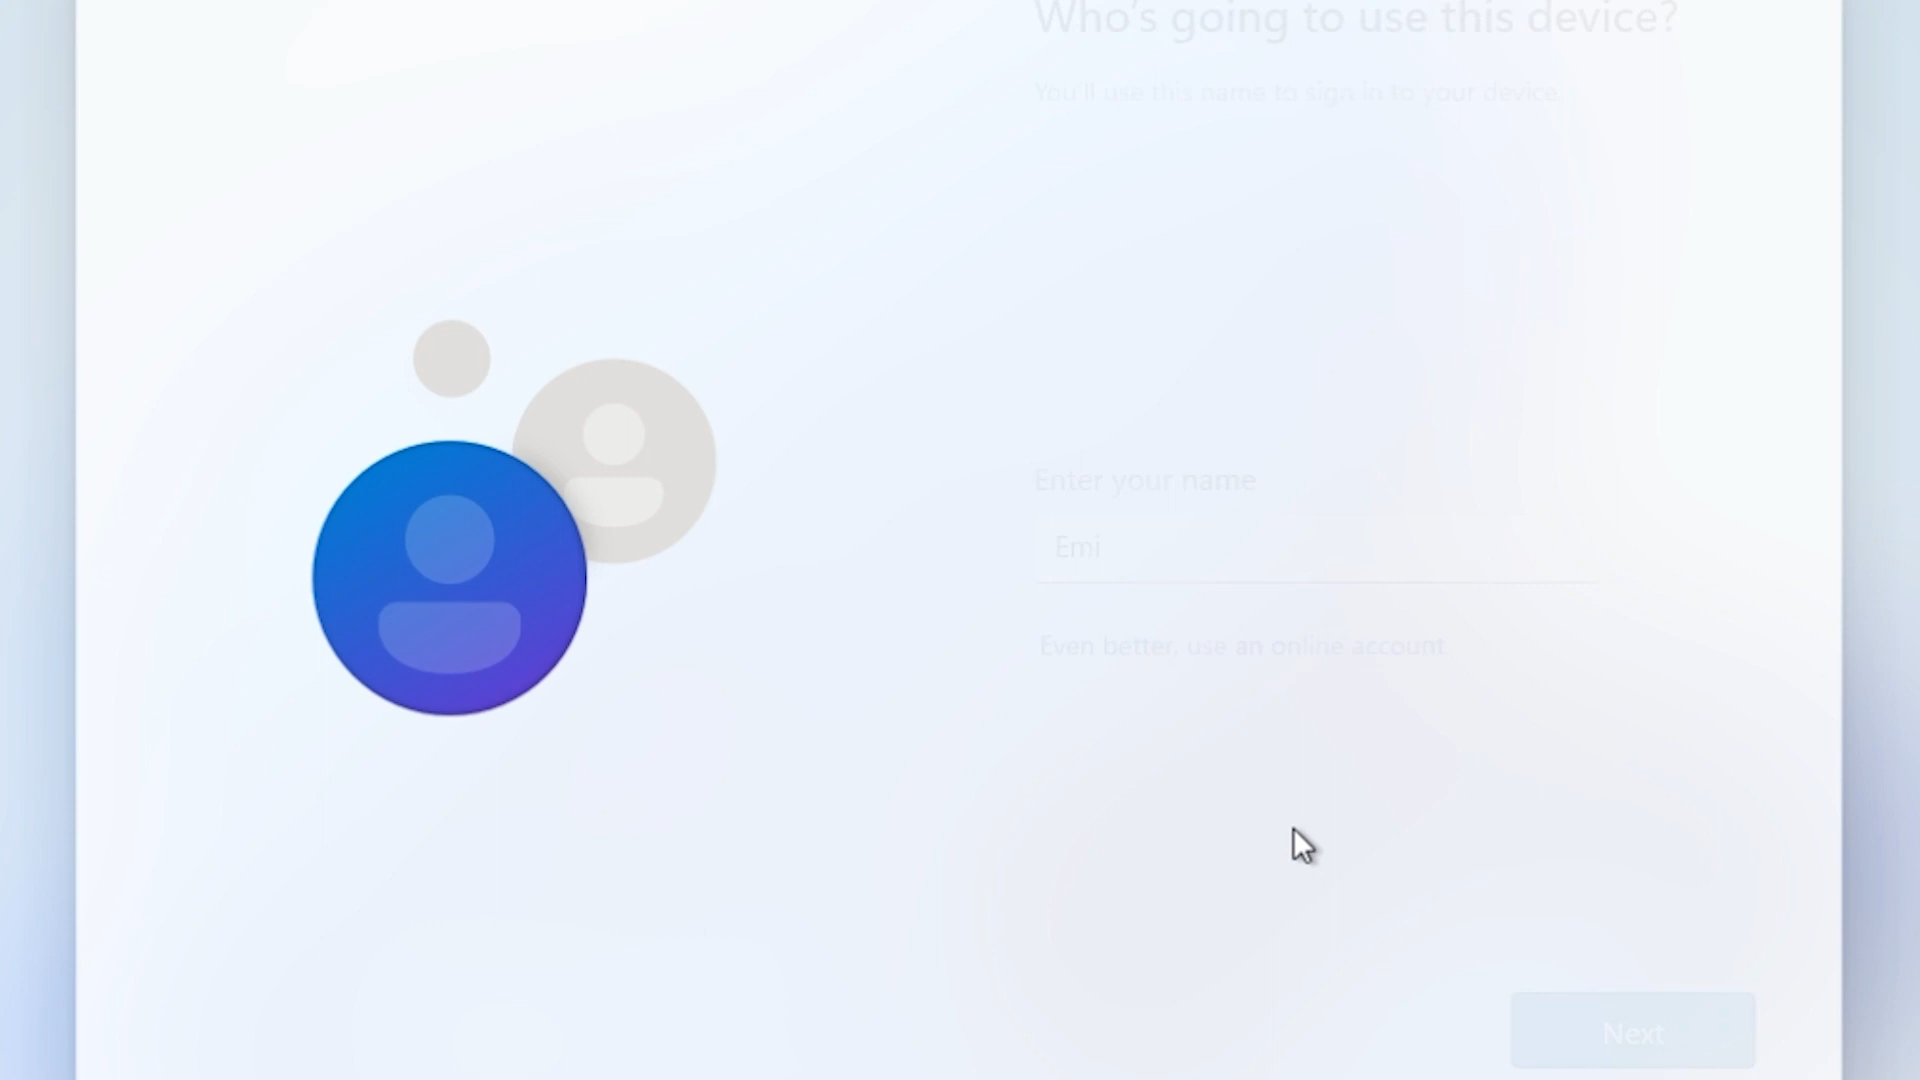 Who's going to use this device?
You'll use this name to sign in to your device.
Enter your name
Emi
Even better, use an online account
Next